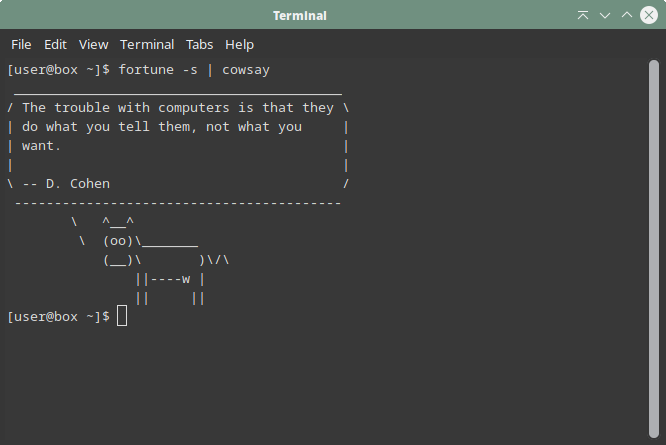 Terminal
File Edit View Terminal Tabs Help
[user@box ~]$ fortune -s | cowsay
 _________________________________________
/ The trouble with computers is that they \
| do what you tell them, not what you     |
| want.                                   |
|                                         |
\ -- D. Cohen                             /
 -----------------------------------------
        \   ^__^
         \  (oo)\_______
            (__)\       )\/\
                ||----w |
                ||     ||
[user@box ~]$